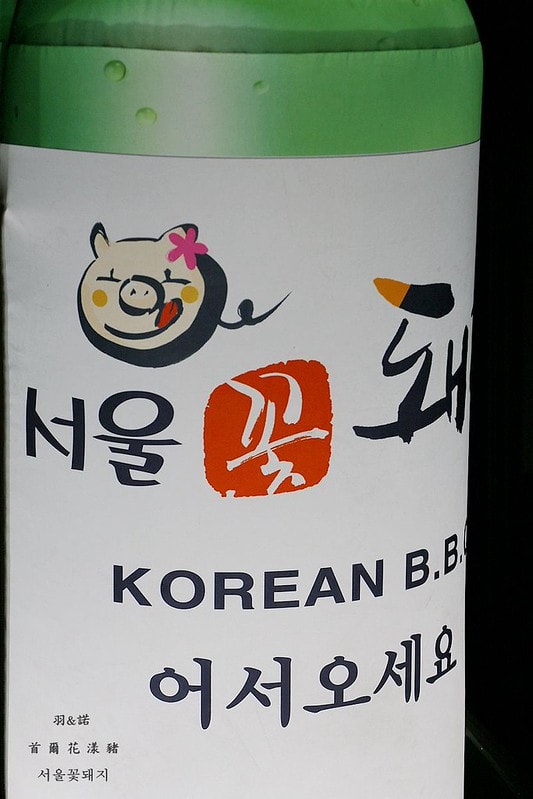 서울 꽃 돼
KOREAN B.B.
어서오세요
羽&諾
首爾花漾豬
서울꽃돼지